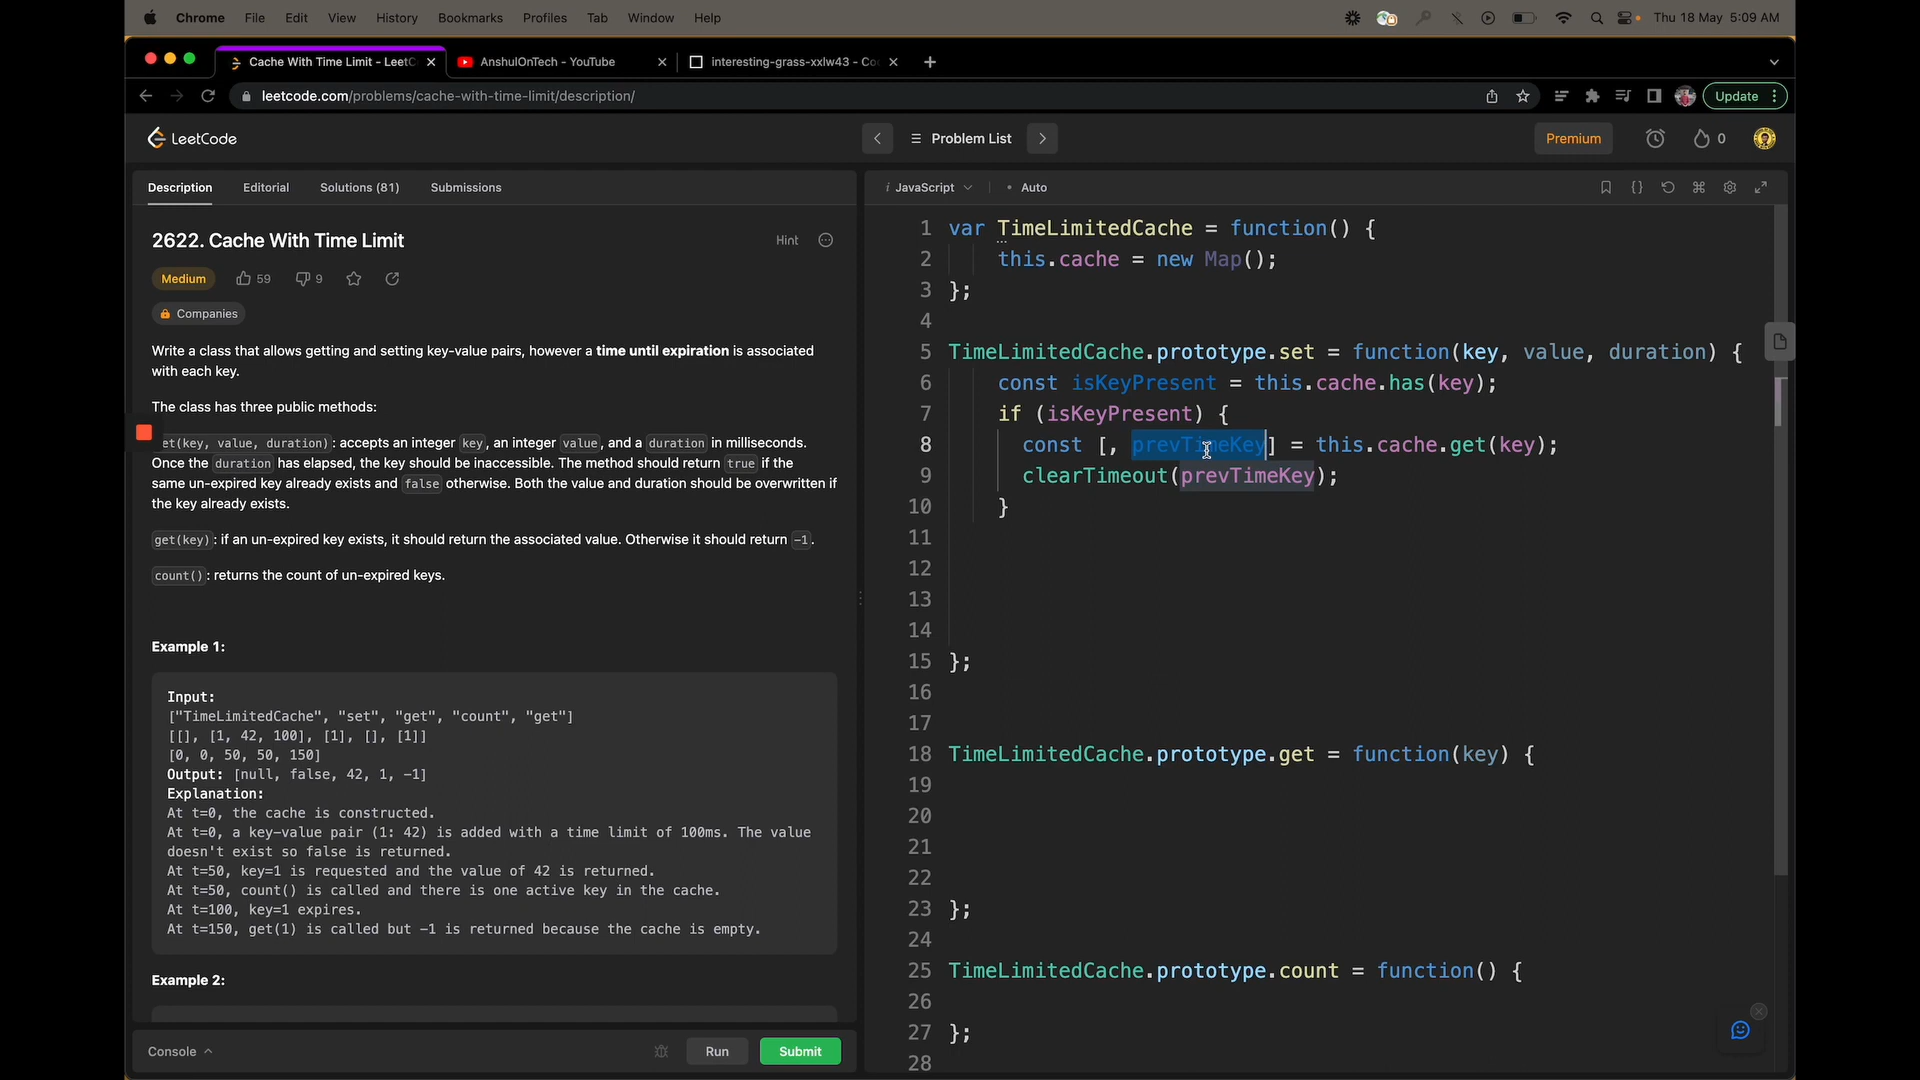 Chrome File Edit View History Bookmarks Profiles Tab Window Help Thu 18 May 5:09 AM
Cache With Time Limit - LeetC AnshulOnTech - YouTube interesting-grass-xxlw43 - Co
leetcode.com/problems/cache-with-time-limit/description/ Update
LeetCode Problem List Premium 0
Description Editorial Solutions (81) Submissions
i JavaScript • Auto
2622. Cache With Time Limit Hint
Medium 59 9
Companies
Write a class that allows getting and setting key-value pairs, however a time until expiration is associated
with each key.
The class has three public methods:
et(key, value, duration): accepts an integer key, an integer value, and a duration in milliseconds.
Once the duration has elapsed, the key should be inaccessible. The method should return true if the
same un-expired key already exists and false otherwise. Both the value and duration should be overwritten if
the key already exists.
get(key): if an un-expired key exists, it should return the associated value. Otherwise it should return -1.
count(): returns the count of un-expired keys.
Example 1:
Input:
["TimeLimitedCache", "set", "get", "count", "get"]
[[], [1, 42, 100], [1], [], [1]]
[0, 0, 50, 50, 150]
Output: [null, false, 42, 1, -1]
Explanation:
At t=0, the cache is constructed.
At t=0, a key-value pair (1: 42) is added with a time limit of 100ms. The value
doesn't exist so false is returned.
At t=50, key=1 is requested and the value of 42 is returned.
At t=50, count() is called and there is one active key in the cache.
At t=100, key=1 expires.
At t=150, get(1) is called but -1 is returned because the cache is empty.
Example 2:
Console Run Submit
1 var TimeLimitedCache = function() {
2 this.cache = new Map();
3 };
4
5 TimeLimitedCache.prototype.set = function(key, value, duration) {
6 const isKeyPresent = this.cache.has(key);
7 if (isKeyPresent) {
8 const [, prevTimeKey] = this.cache.get(key);
9 clearTimeout(prevTimeKey);
10 }
11
12
13
14
15 };
16
17
18 TimeLimitedCache.prototype.get = function(key) {
19
20
21
22
23 };
24
25 TimeLimitedCache.prototype.count = function() {
26
27 };
28